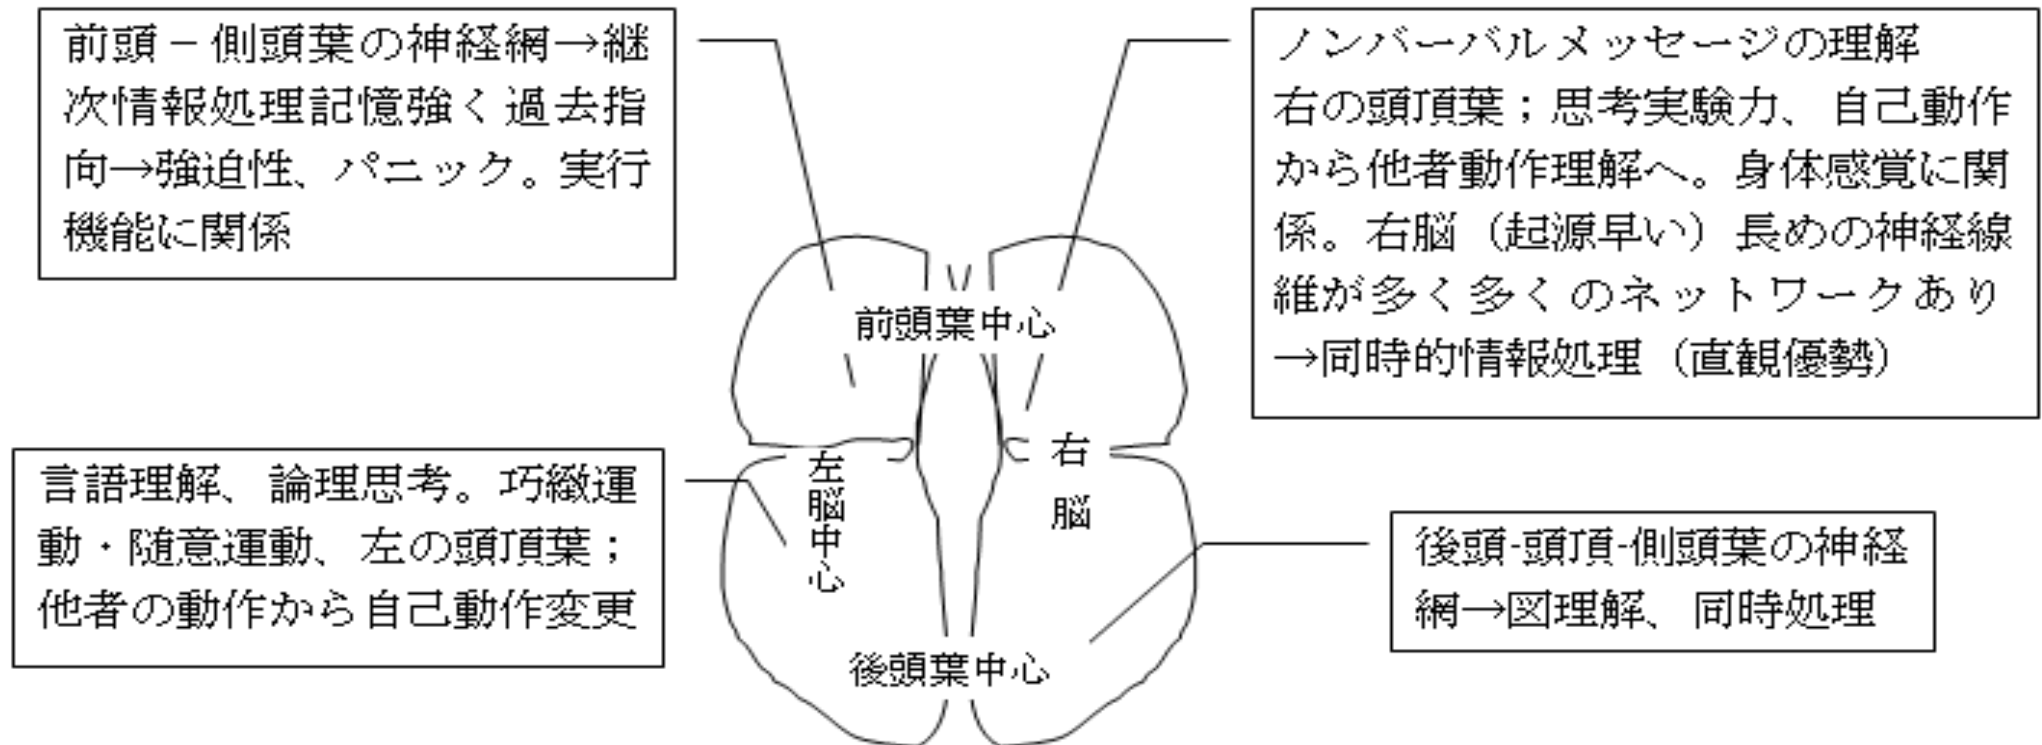 前頭－側頭葉の神経網→継
次情報処理記憶強く過去指
向→強迫性、パニック。実行
機能に関係
ノンバーバルメッセージの理解
右の頭頂葉；思考実験力、自己動作
から他者動作理解へ。身体感覚に関
係。右脳（起源早い）長めの神経線
維が多く多くのネットワークあり
→同時的情報処理（直観優勢）
前頭葉中心
左脳中心
右脳
言語理解、論理思考。巧緻運
動・随意運動、左の頭頂葉；
他者の動作から自己動作変更
後頭-頭頂-側頭葉の神経
網→図理解、同時処理
後頭葉中心